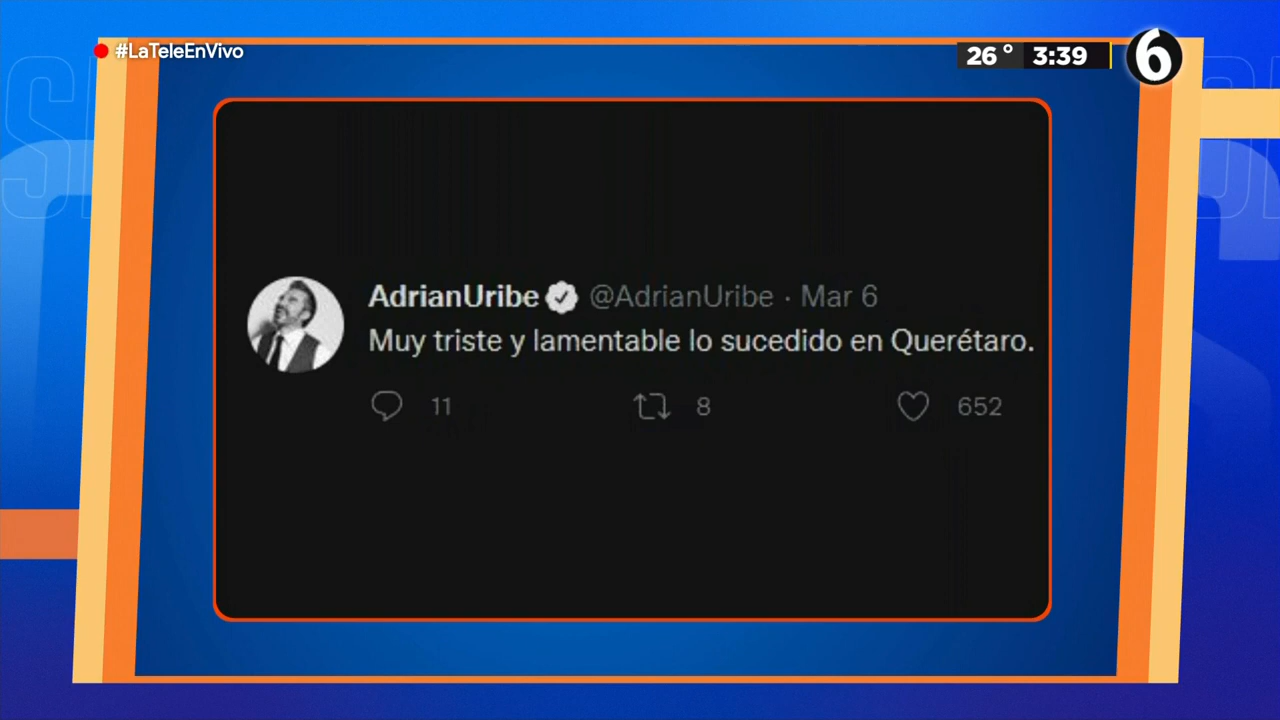 #LaTeleEnVivo
26° 3:39 6
AdrianUribe @AdrianUribe · Mar 6
Muy triste y lamentable lo sucedido en Querétaro.
11 8 652